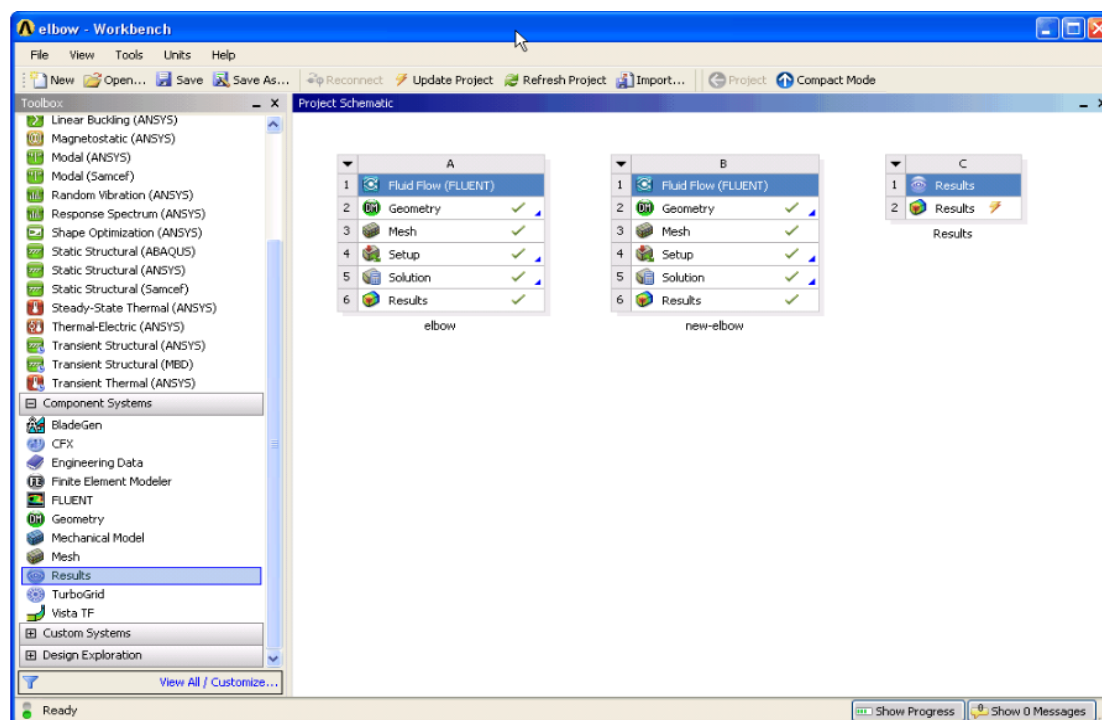 elbow - Workbench
File View Tools Units Help
New Open... Save Save As... Reconnect Update Project Refresh Project Import... Project Compact Mode
Toolbox
Linear Buckling (ANSYS)
Magnetostatic (ANSYS)
Modal (ANSYS)
Modal (Samcef)
Random Vibration (ANSYS)
Response Spectrum (ANSYS)
Shape Optimization (ANSYS)
Static Structural (ABAQUS)
Static Structural (ANSYS)
Static Structural (Samcef)
Steady-State Thermal (ANSYS)
Thermal-Electric (ANSYS)
Transient Structural (ANSYS)
Transient Structural (MBD)
Transient Thermal (ANSYS)
Component Systems
BladeGen
CFX
Engineering Data
Finite Element Modeler
FLUENT
Geometry
Mechanical Model
Mesh
Results
TurboGrid
Vista TF
Custom Systems
Design Exploration
View All / Customize...
Project Schematic
A
1 Fluid Flow (FLUENT)
2 Geometry
3 Mesh
4 Setup
5 Solution
6 Results
elbow
B
1 Fluid Flow (FLUENT)
2 Geometry
3 Mesh
4 Setup
5 Solution
6 Results
new-elbow
C
1 Results
2 Results
Results
Ready
Show Progress
Show 0 Messages